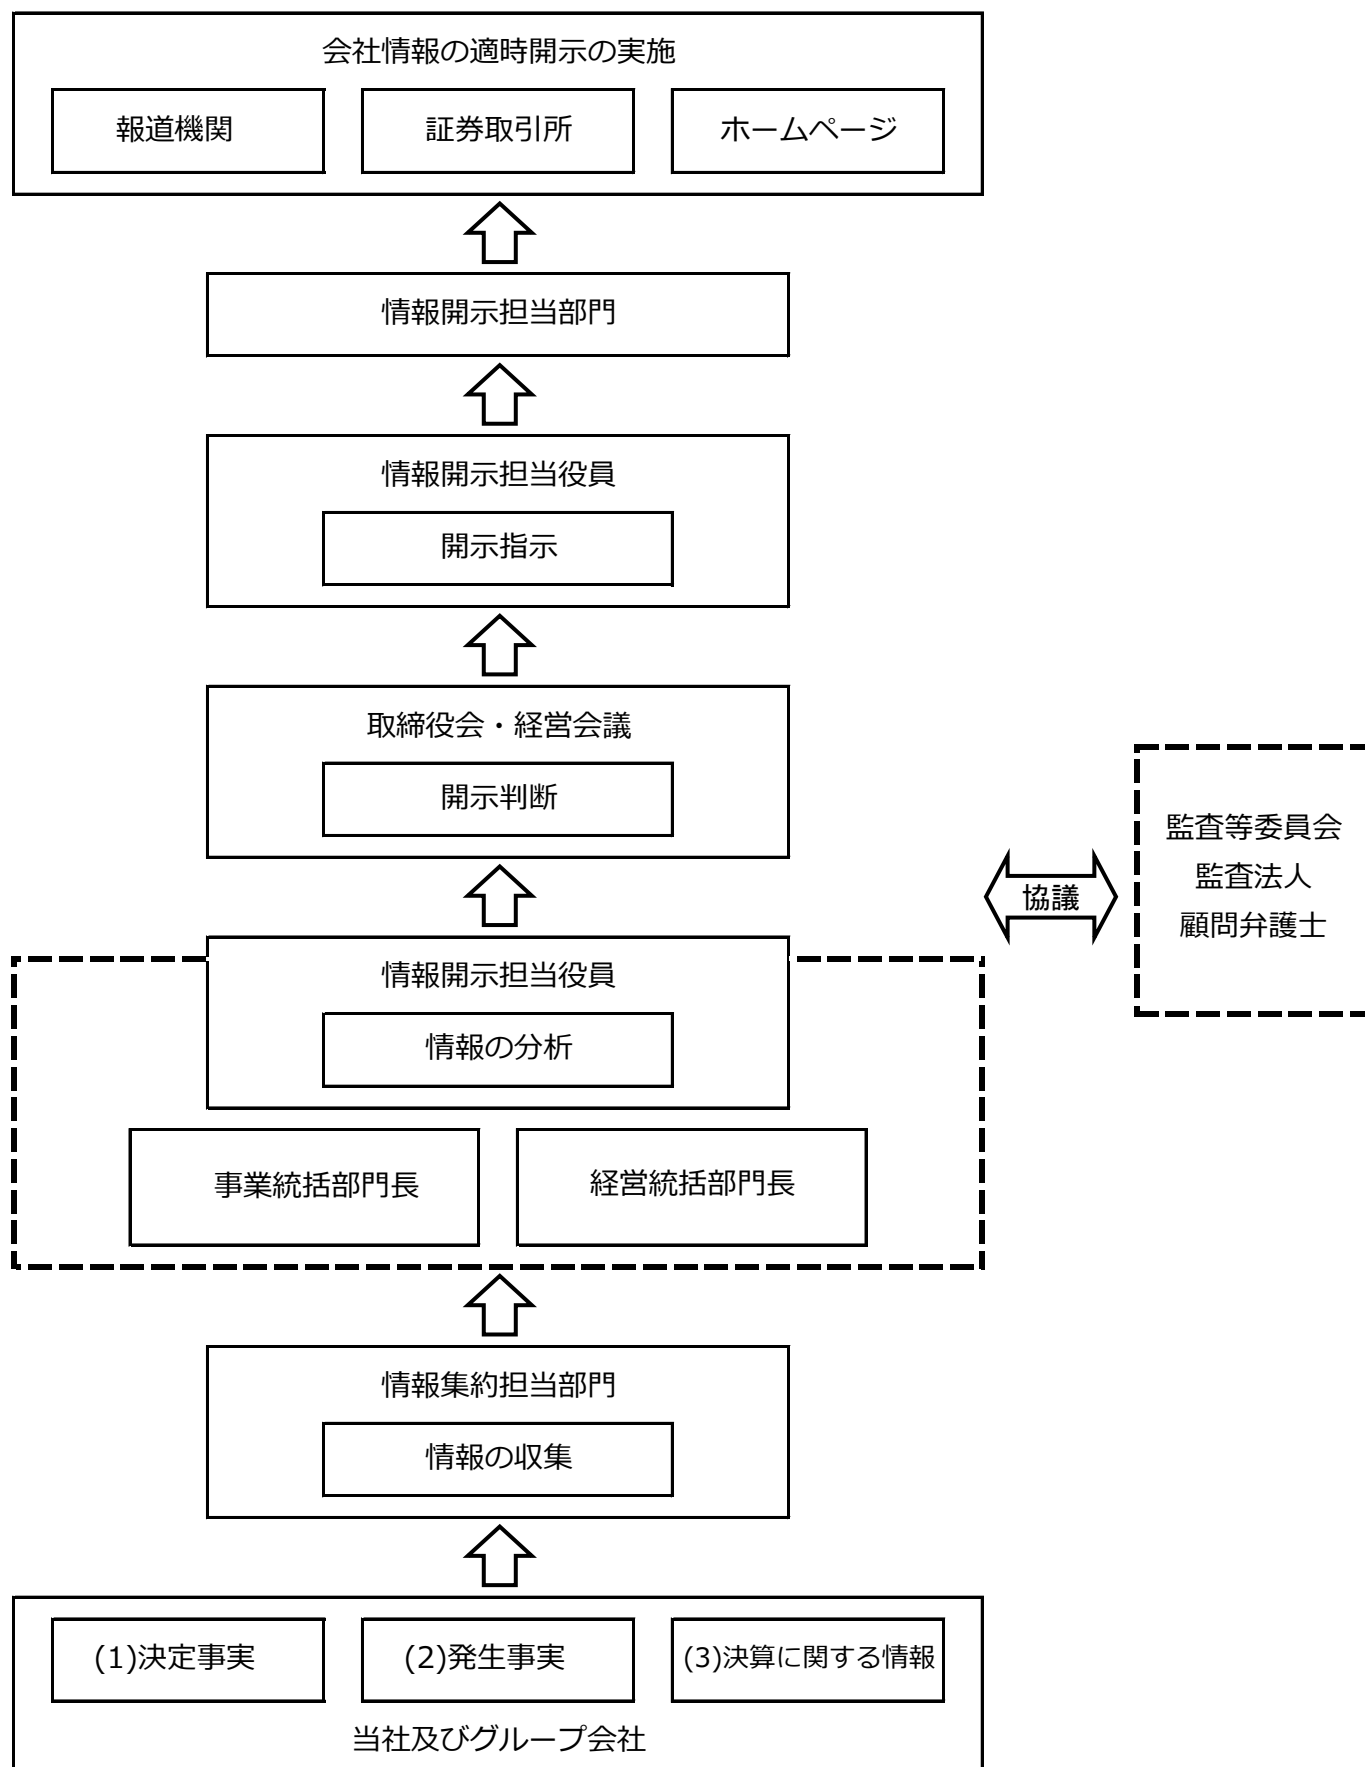 会社情報の適時開示の実施
報道機関
証券取引所
ホームページ
情報開示担当部門
情報開示担当役員
開示指示
取締役会・経営会議
開示判断
協議
監査等委員会
監査法人
顧問弁護士
情報開示担当役員
情報の分析
事業統括部門長
経営統括部門長
情報集約担当部門
情報の収集
(1)決定事実
(2)発生事実
(3)決算に関する情報
当社及びグループ会社